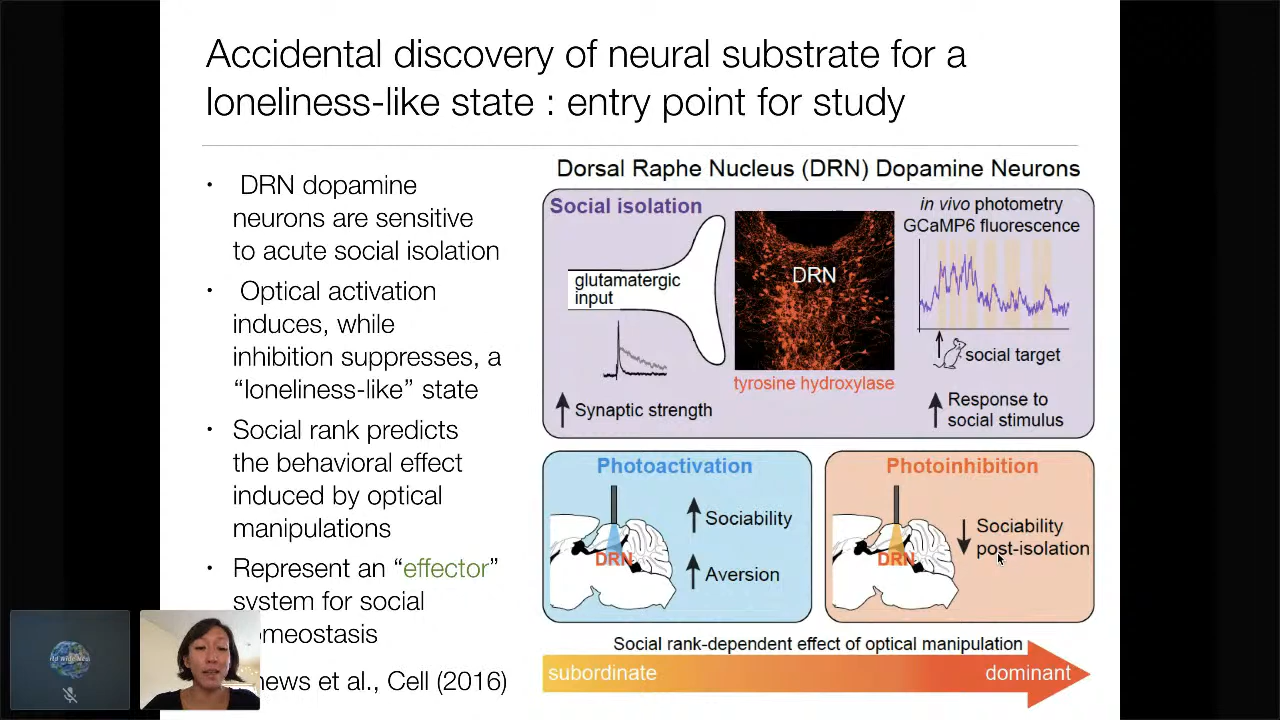 Accidental discovery of neural substrate for a
loneliness-like state : entry point for study
• DRN dopamine
neurons are sensitive
to acute social isolation
• Optical activation
induces, while
inhibition suppresses, a
“loneliness-like” state
• Social rank predicts
the behavioral effect
induced by optical
manipulations
• Represent an “effector”
system for social
omeostasis
hews et al., Cell (2016)
Dorsal Raphe Nucleus (DRN) Dopamine Neurons
Social isolation
glutamatergic
input
Synaptic strength
DRN
tyrosine hydroxylase
in vivo photometry
GCaMP6 fluorescence
social target
Response to
social stimulus
Photoactivation
DRN
Sociability
Aversion
Photoinhibition
DRN
Sociability
post-isolation
Social rank-dependent effect of optical manipulation
subordinate
dominant